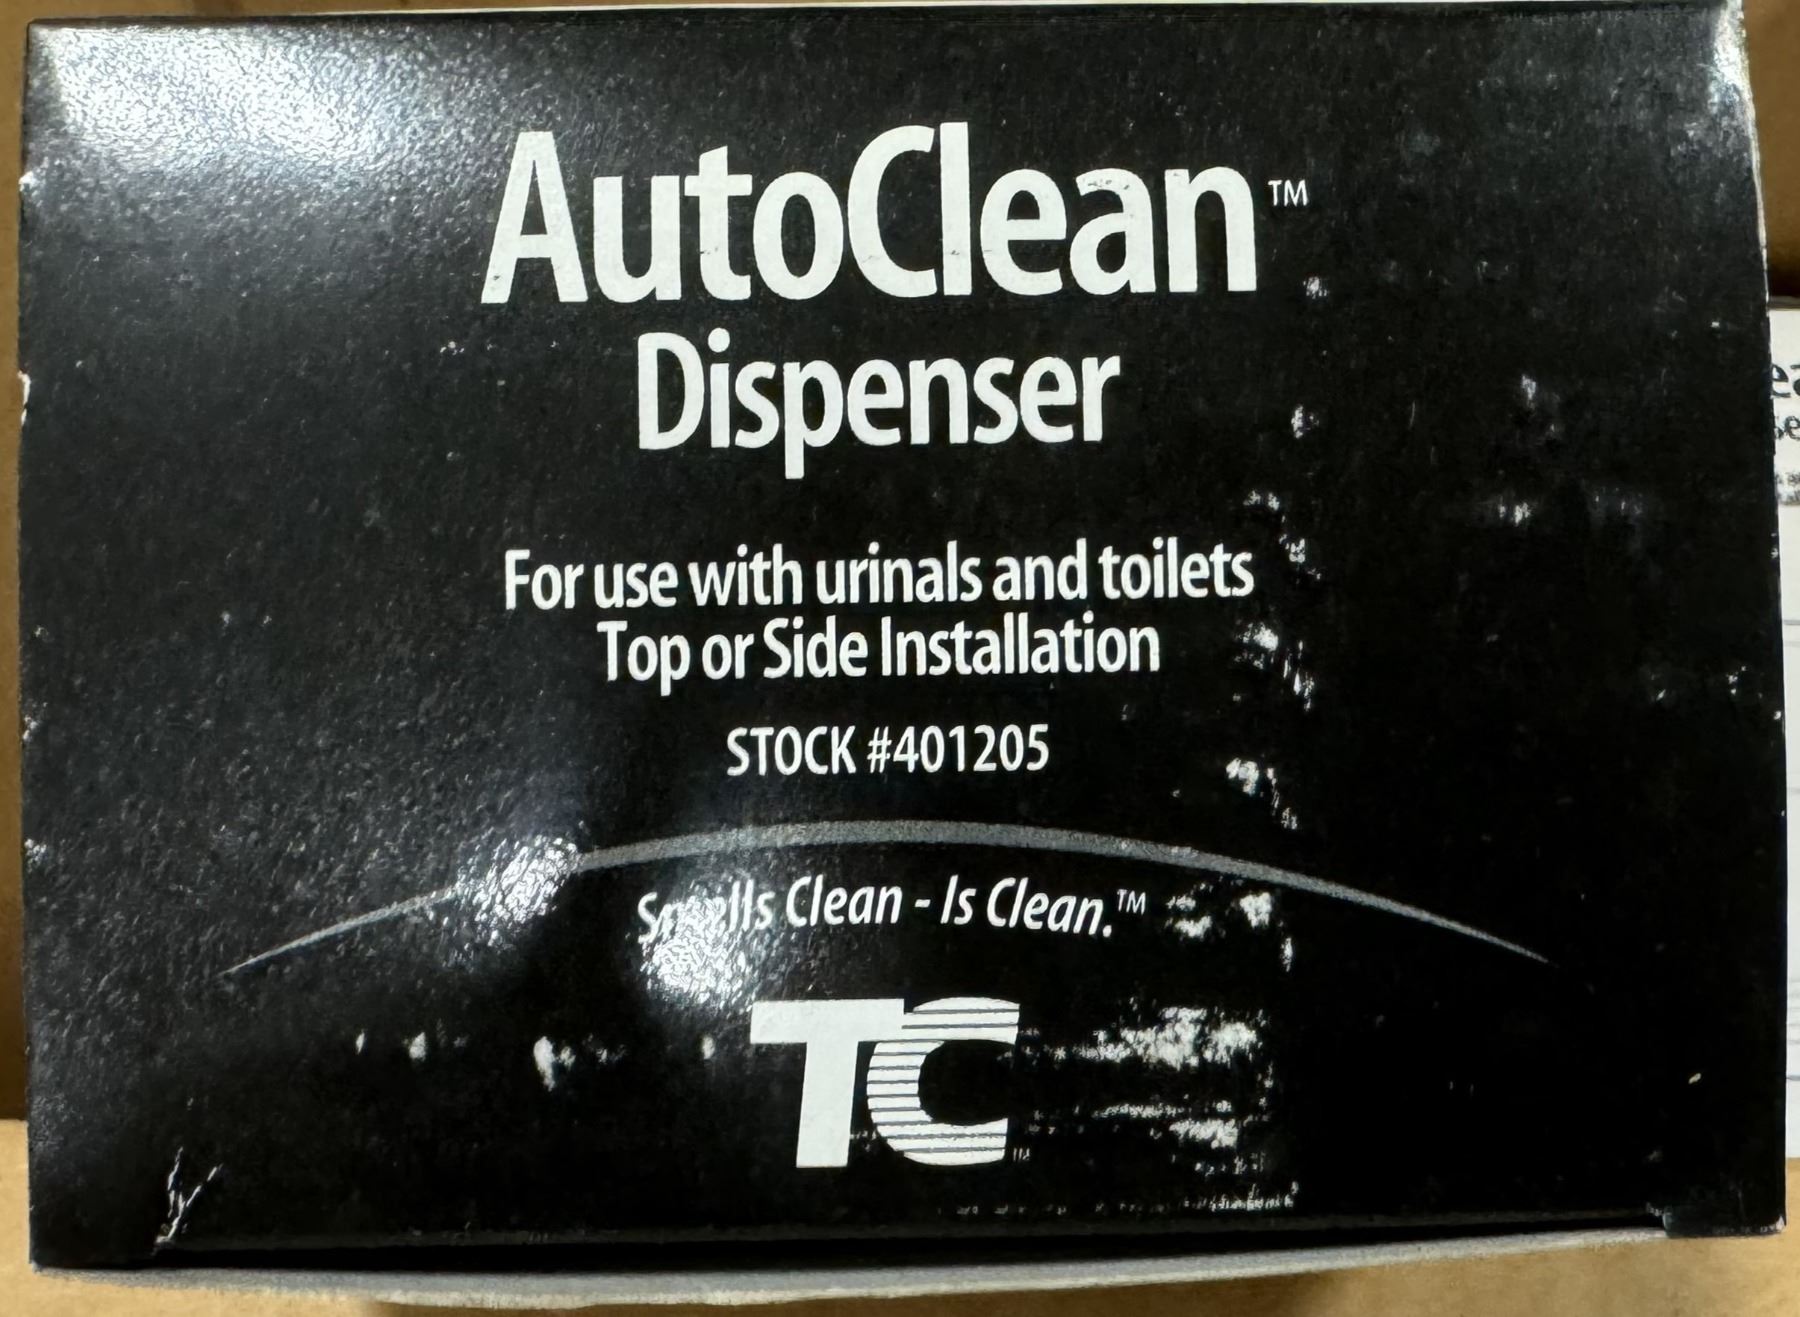 AutoClean™
Dispenser
For use with urinals and toilets
Top or Side Installation
STOCK #401205
Smells Clean - Is Clean.™
TC